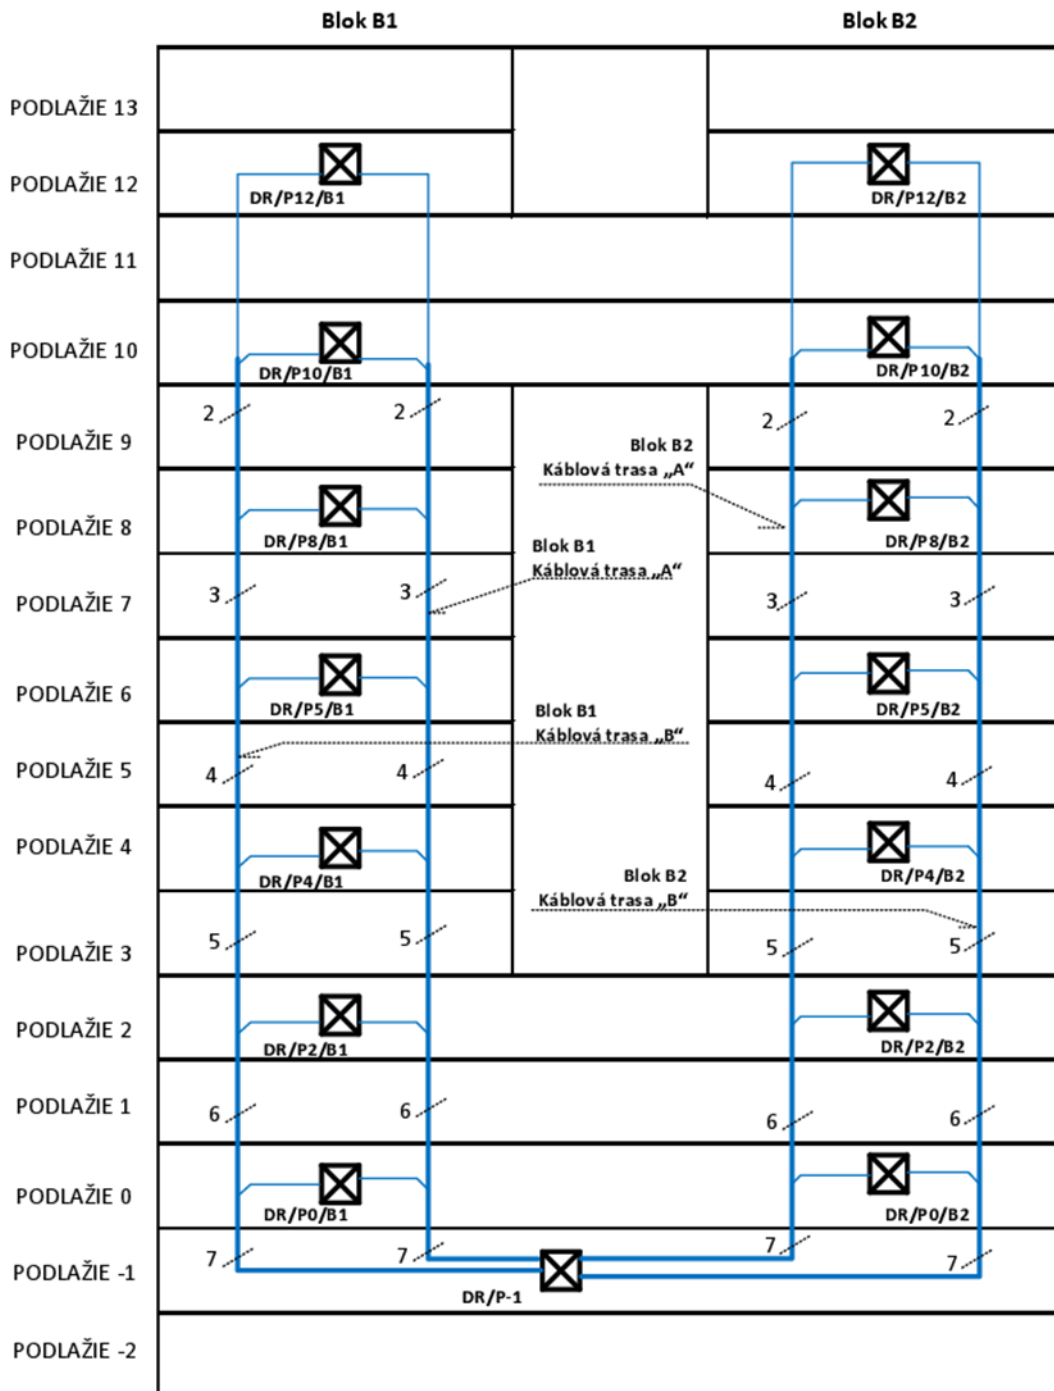 Blok B1
Blok B2
PODLAŽIE 13
PODLAŽIE 12
DR/P12/B1
DR/P12/B2
PODLAŽIE 11
PODLAŽIE 10
DR/P10/B1
DR/P10/B2
PODLAŽIE 9
2
2
2
2
Blok B2
Káblová trasa „A“
PODLAŽIE 8
DR/P8/B1
DR/P8/B2
Blok B1
Káblová trasa „A“
PODLAŽIE 7
3
3
3
3
PODLAŽIE 6
DR/P5/B1
DR/P5/B2
Blok B1
Káblová trasa „B“
PODLAŽIE 5
4
4
4
4
PODLAŽIE 4
DR/P4/B1
DR/P4/B2
Blok B2
Káblová trasa „B“
PODLAŽIE 3
5
5
5
5
PODLAŽIE 2
DR/P2/B1
DR/P2/B2
PODLAŽIE 1
6
6
6
6
PODLAŽIE 0
DR/P0/B1
DR/P0/B2
PODLAŽIE -1
7
7
7
7
DR/P-1
PODLAŽIE -2